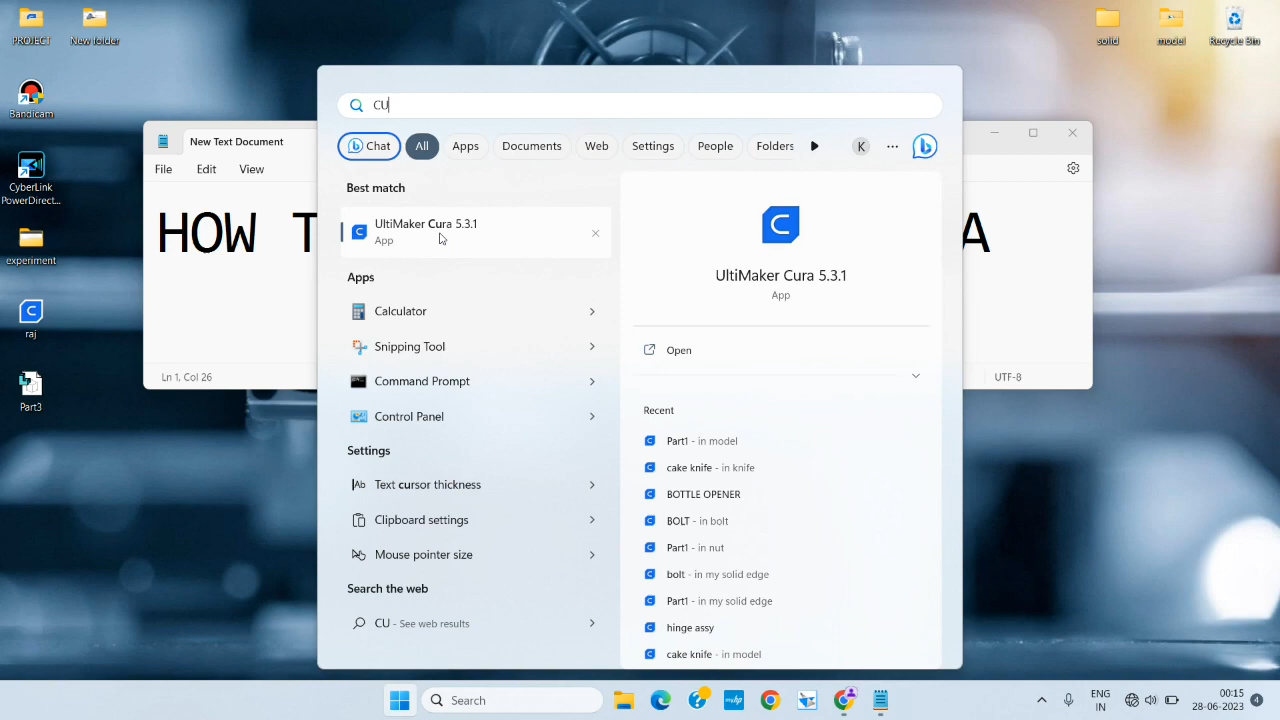 PROJECT
New folder
solid
model
Recycle Bin
Bandicam
CyberLink
PowerDirect...
experiment
raj
Part3
New Text Document
File
Edit
View
HOW T
A
Ln 1, Col 26
UTF-8
CU
Chat
All
Apps
Documents
Web
Settings
People
Folders
K
Best match
UltiMaker Cura 5.3.1
App
Apps
Calculator
Snipping Tool
Command Prompt
Control Panel
Settings
Text cursor thickness
Clipboard settings
Mouse pointer size
Search the web
CU - See web results
UltiMaker Cura 5.3.1
App
Open
Recent
Part1 - in model
cake knife - in knife
BOTTLE OPENER
BOLT - in bolt
Part1 - in nut
bolt - in my solid edge
Part1 - in my solid edge
hinge assy
cake knife - in model
Search
ENG
IN
00:15
28-06-2023
4